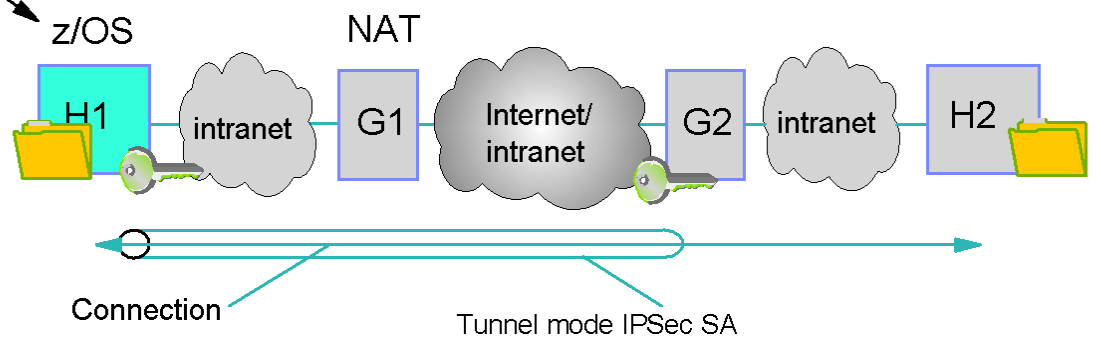 z/OS
NAT
H1
intranet
G1
Internet/
intranet
G2
intranet
H2
Connection
Tunnel mode IPSec SA